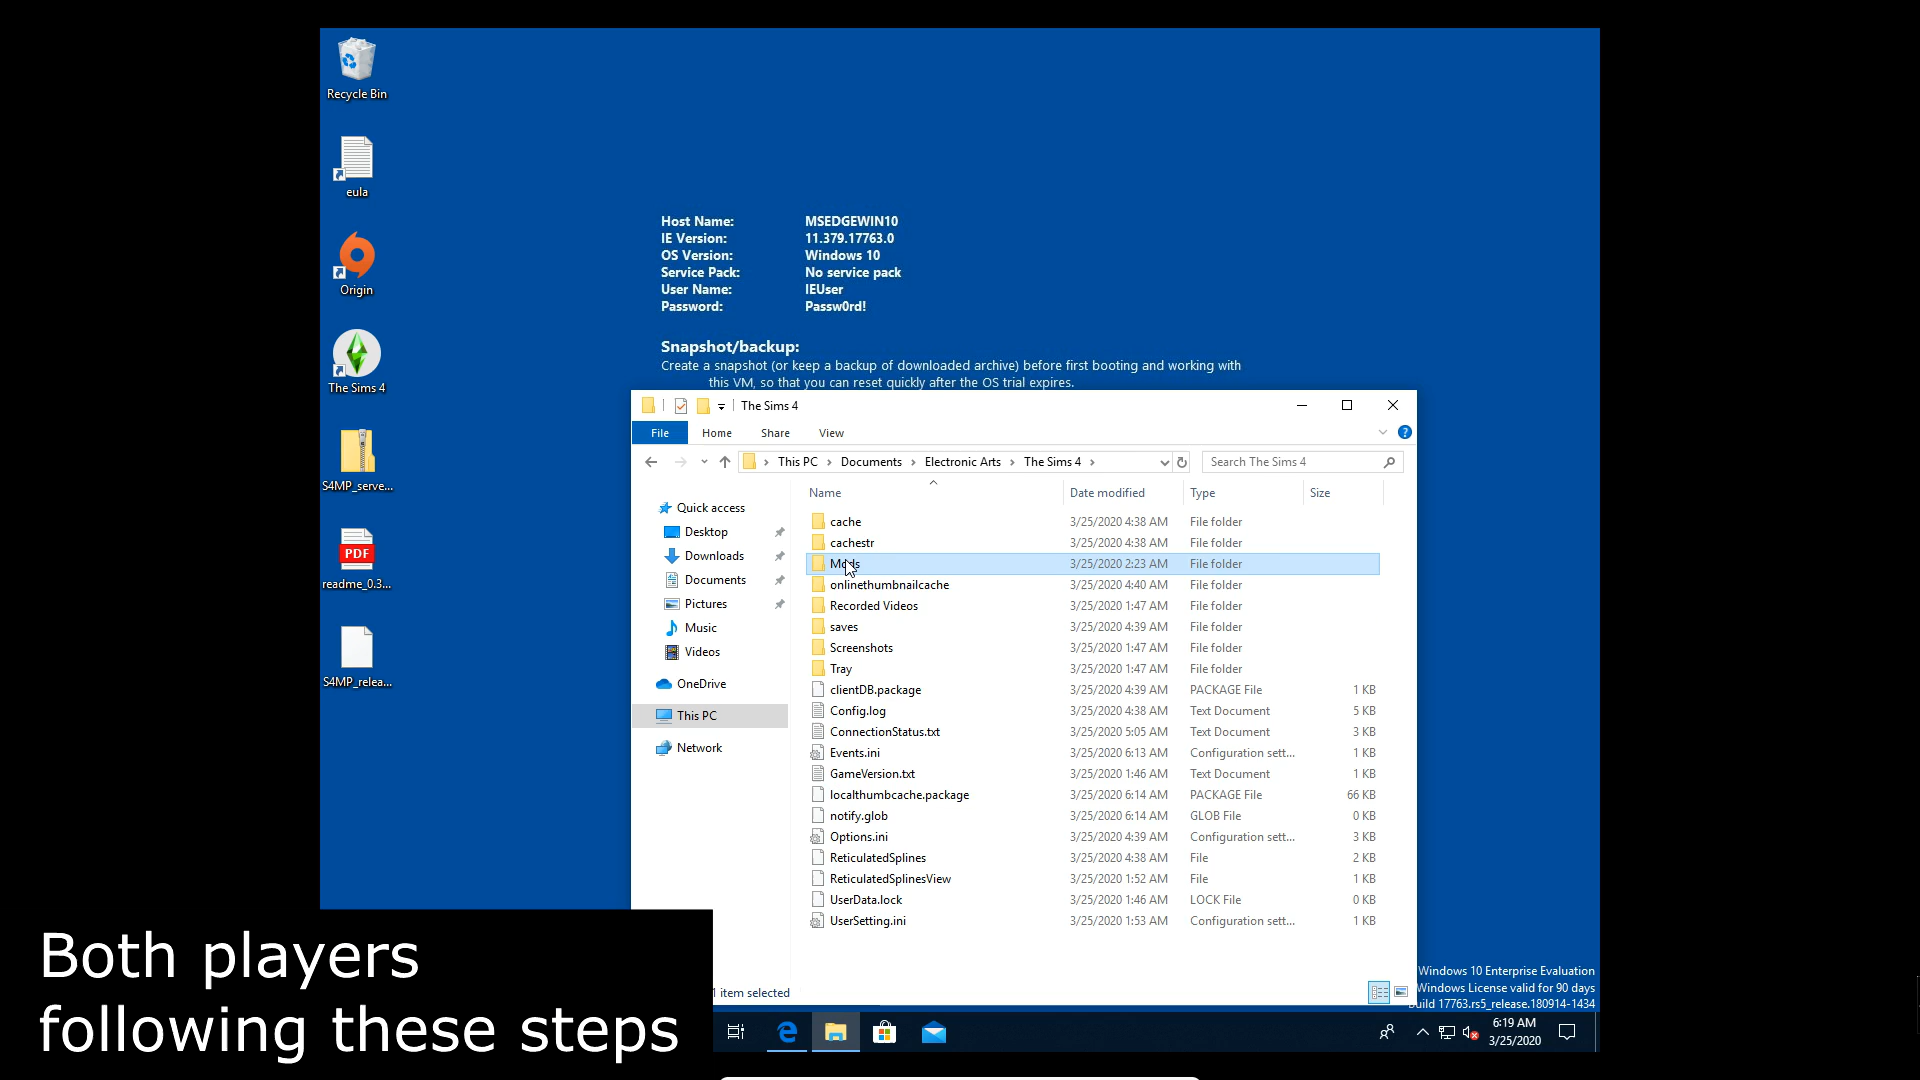 Recycle Bin
eula
Origin
The Sims 4
S4MP_serve...
readme_0.3...
S4MP_relea...
Host Name: MSEDGEWIN10
IE Version: 11.379.17763.0
OS Version: Windows 10
Service Pack: No service pack
User Name: IEUser
Password: Passw0rd!
Snapshot/backup:
Create a snapshot (or keep a backup of downloaded archive) before first booting and working with
this VM, so that you can reset quickly after the OS trial expires.
The Sims 4
File Home Share View
This PC Documents Electronic Arts The Sims 4
Search The Sims 4
Name Date modified Type Size
Quick access
Desktop
Downloads
Documents
Pictures
Music
Videos
OneDrive
This PC
Network
cache 3/25/2020 4:38 AM File folder
cachestr 3/25/2020 4:38 AM File folder
Mods 3/25/2020 2:23 AM File folder
onlinethumbnailcache 3/25/2020 4:40 AM File folder
Recorded Videos 3/25/2020 1:47 AM File folder
saves 3/25/2020 4:39 AM File folder
Screenshots 3/25/2020 1:47 AM File folder
Tray 3/25/2020 1:47 AM File folder
clientDB.package 3/25/2020 4:39 AM PACKAGE File 1 KB
Config.log 3/25/2020 4:38 AM Text Document 5 KB
ConnectionStatus.txt 3/25/2020 5:05 AM Text Document 3 KB
Events.ini 3/25/2020 6:13 AM Configuration sett... 1 KB
GameVersion.txt 3/25/2020 1:46 AM Text Document 1 KB
localthumbcache.package 3/25/2020 6:14 AM PACKAGE File 66 KB
notify.glob 3/25/2020 6:14 AM GLOB File 0 KB
Options.ini 3/25/2020 4:39 AM Configuration sett... 3 KB
ReticulatedSplines 3/25/2020 4:38 AM File 2 KB
ReticulatedSplinesView 3/25/2020 1:52 AM File 1 KB
UserData.lock 3/25/2020 1:46 AM LOCK File 0 KB
UserSetting.ini 3/25/2020 1:53 AM Configuration sett... 1 KB
1 item selected
Windows 10 Enterprise Evaluation
Windows License valid for 90 days
Build 17763.rs5_release.180914-1434
6:19 AM
3/25/2020
Both players
following these steps
PDF